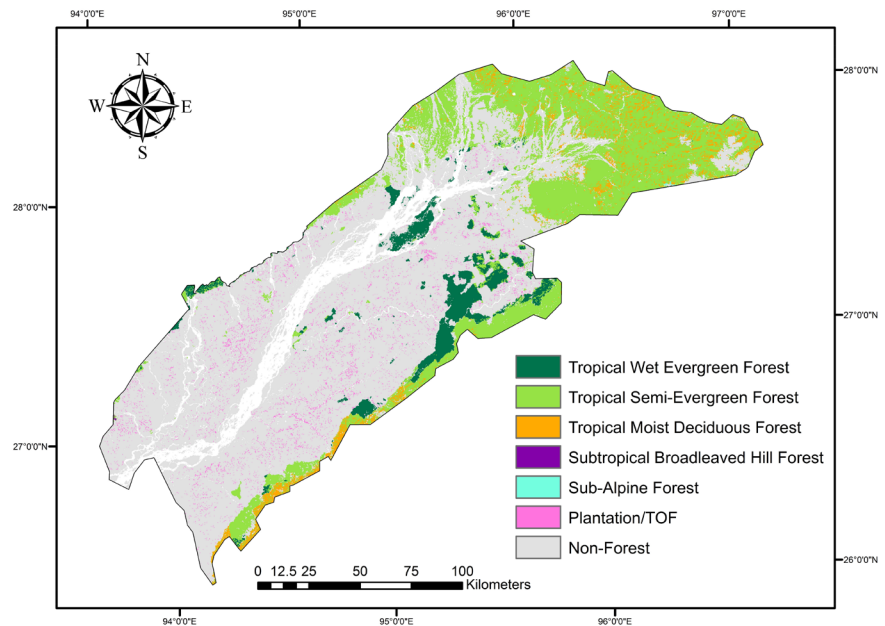 94°0'0"E 95°0'0"E 96°0'0"E 97°0'0"E
N
W E
S
28°0'0"N
28°0'0"N
27°0'0"N
27°0'0"N
26°0'0"N
Tropical Wet Evergreen Forest
Tropical Semi-Evergreen Forest
Tropical Moist Deciduous Forest
Subtropical Broadleaved Hill Forest
Sub-Alpine Forest
Plantation/TOF
Non-Forest
0 12.5 25 50 75 100
Kilometers
94°0'0"E 95°0'0"E 96°0'0"E